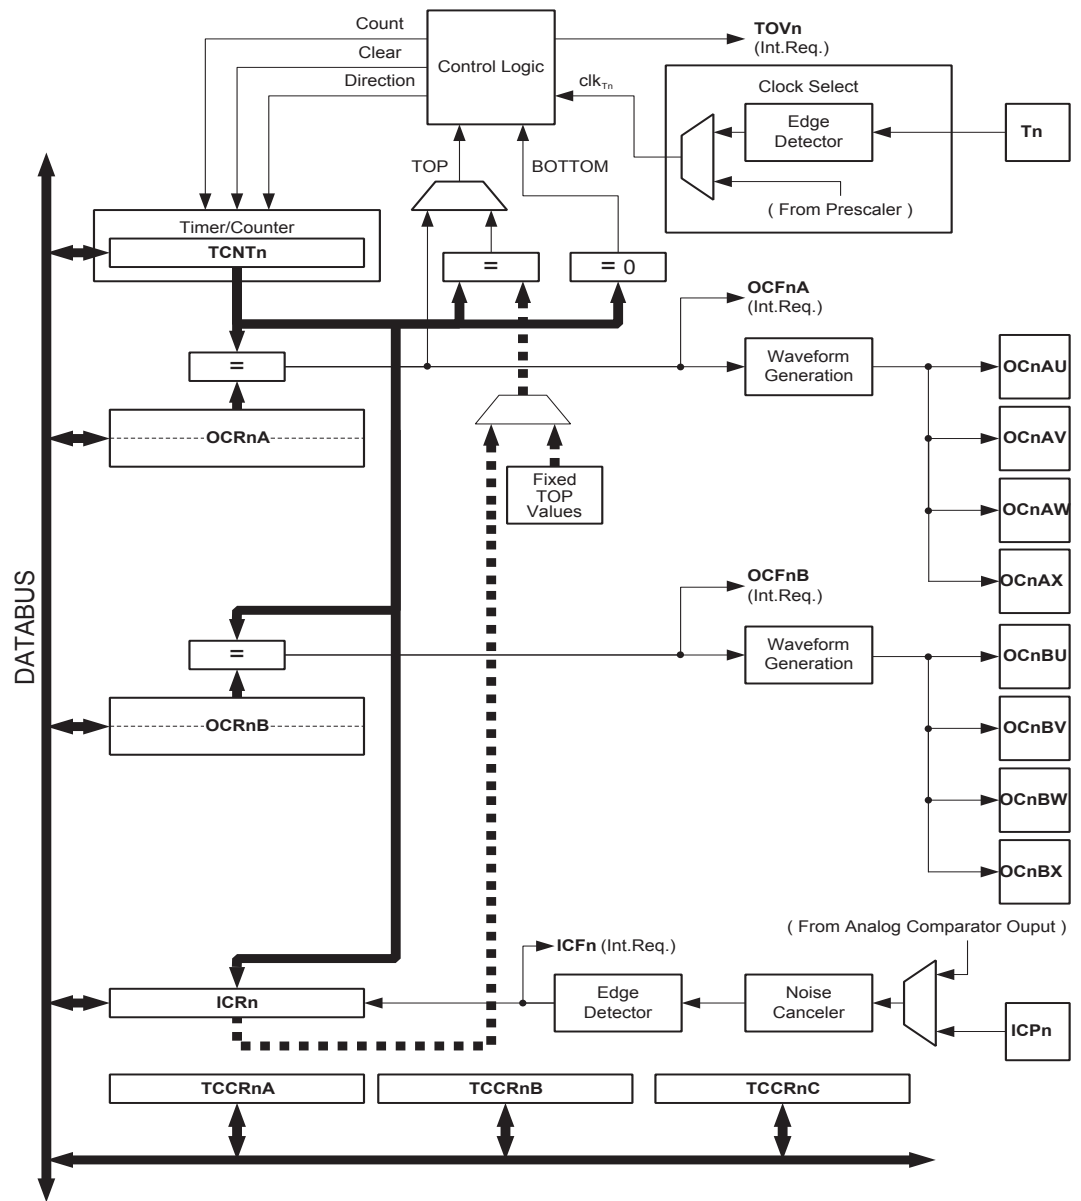 Count
Clear
Direction
Control Logic
TOVn
(Int.Req.)
clkTn
Clock Select
Edge
Detector
Tn
( From Prescaler )
TOP
BOTTOM
Timer/Counter
TCNTn
=
= 0
OCFnA
(Int.Req.)
=
Waveform
Generation
OCnAU
OCRnA
OCnAV
Fixed
TOP
Values
OCnAW
OCnAX
DATABUS
OCFnB
(Int.Req.)
=
Waveform
Generation
OCnBU
OCRnB
OCnBV
OCnBW
OCnBX
( From Analog Comparator Ouput )
ICFn (Int.Req.)
ICRn
Edge
Detector
Noise
Canceler
ICPn
TCCRnA
TCCRnB
TCCRnC